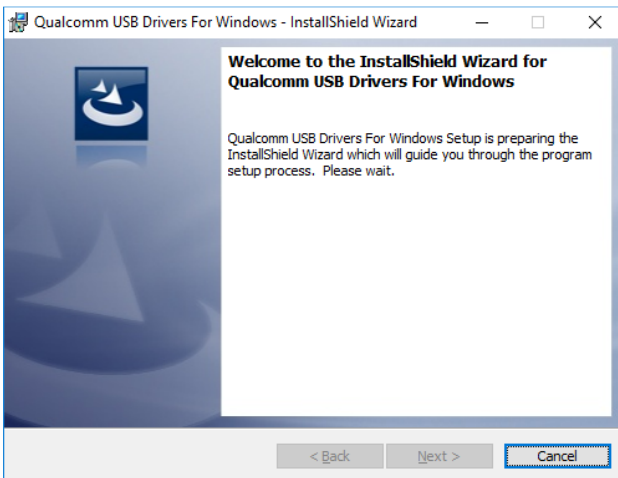 Qualcomm USB Drivers For Windows - InstallShield Wizard
Welcome to the InstallShield Wizard for
Qualcomm USB Drivers For Windows
Qualcomm USB Drivers For Windows Setup is preparing the
InstallShield Wizard which will guide you through the program
setup process. Please wait.
< Back
Next >
Cancel